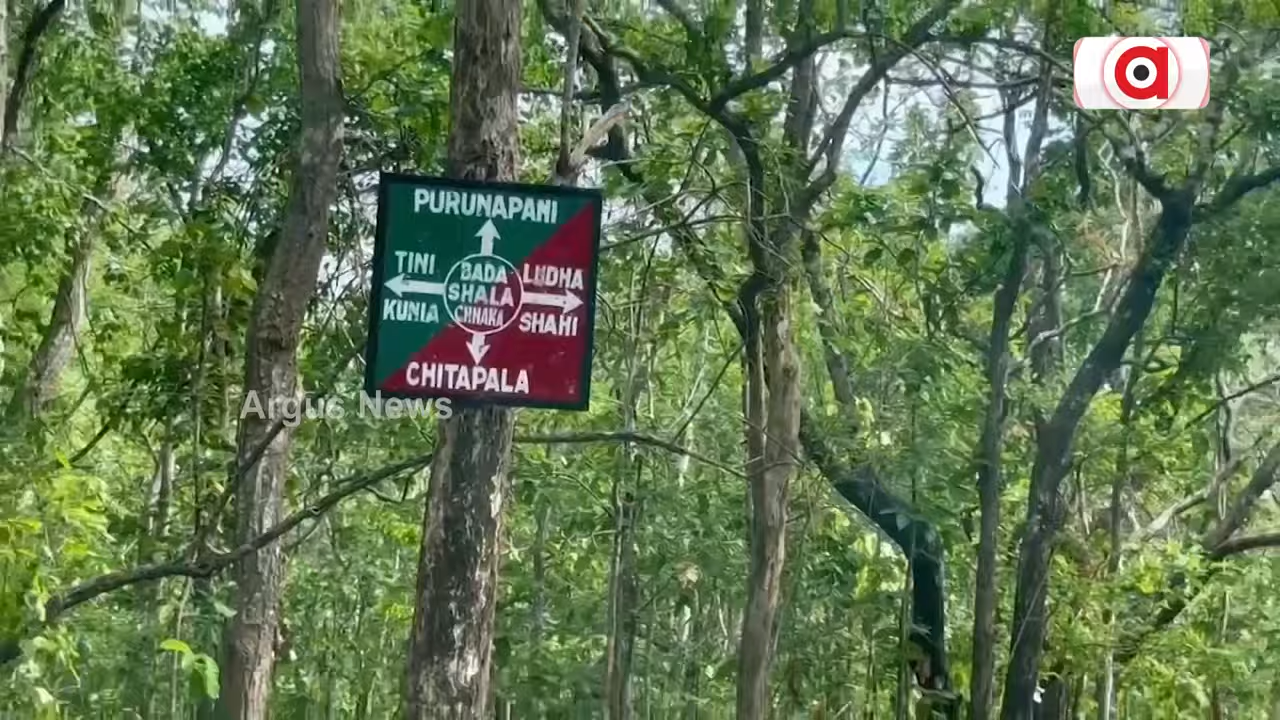 PURUNAPANI
TINI
KUNIA
BADA
SHALA
CHHAKA
LUDHA
SHAHI
CHITAPALA
Argus News
a